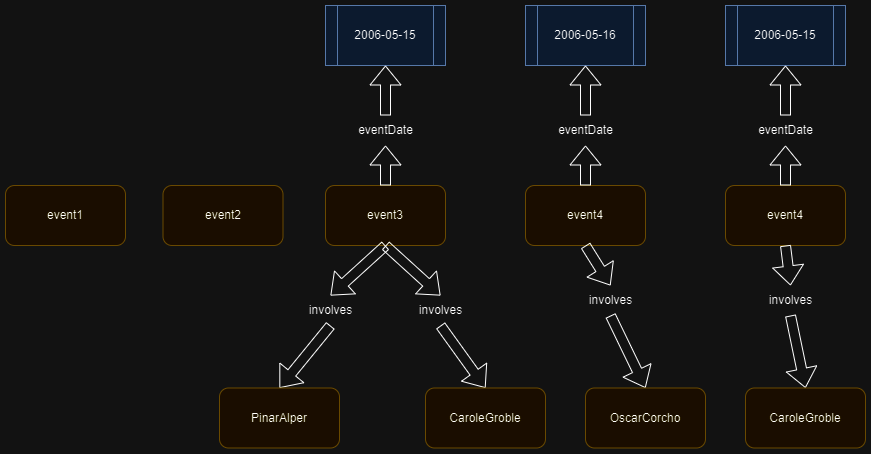 2006-05-15
2006-05-16
2006-05-15
eventDate
eventDate
eventDate
event1
event2
event3
event4
event4
involves
involves
involves
involves
PinarAlper
CaroleGroble
OscarCorcho
CaroleGroble